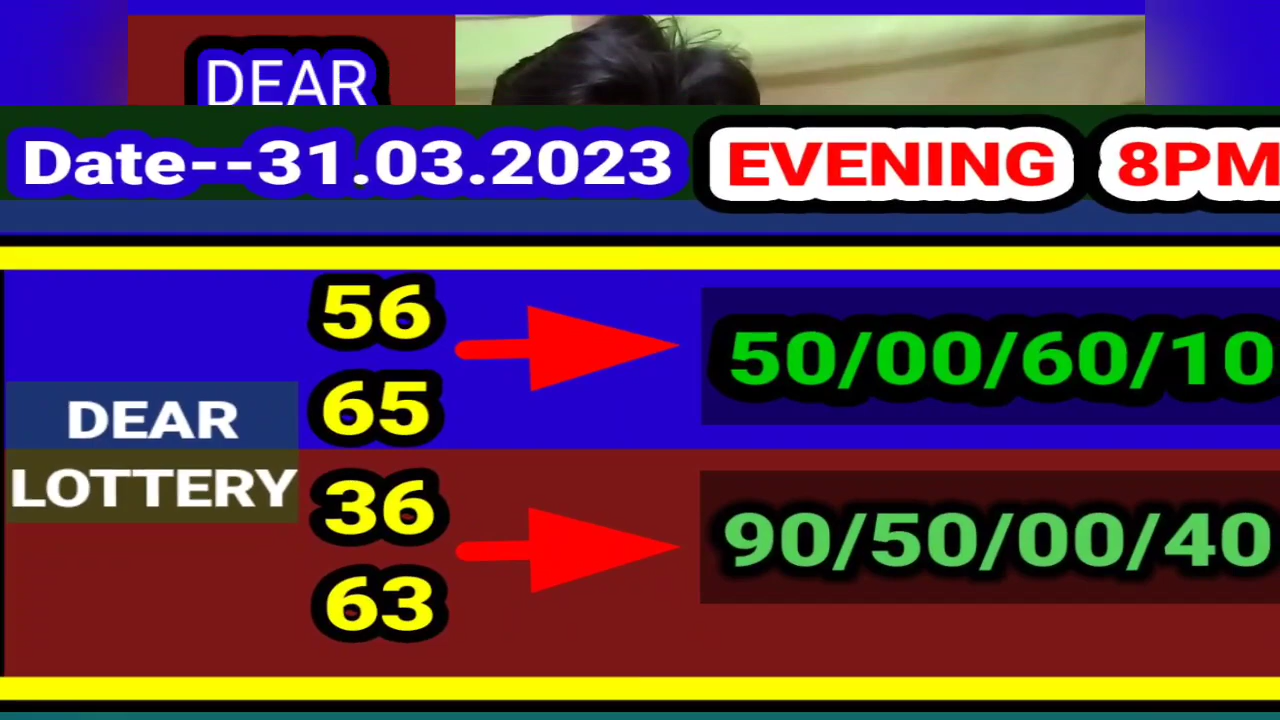 DEAR
Date--31.03.2023 EVENING 8PM
56
65
50/00/60/10
DEAR
LOTTERY
36
63
90/50/00/40